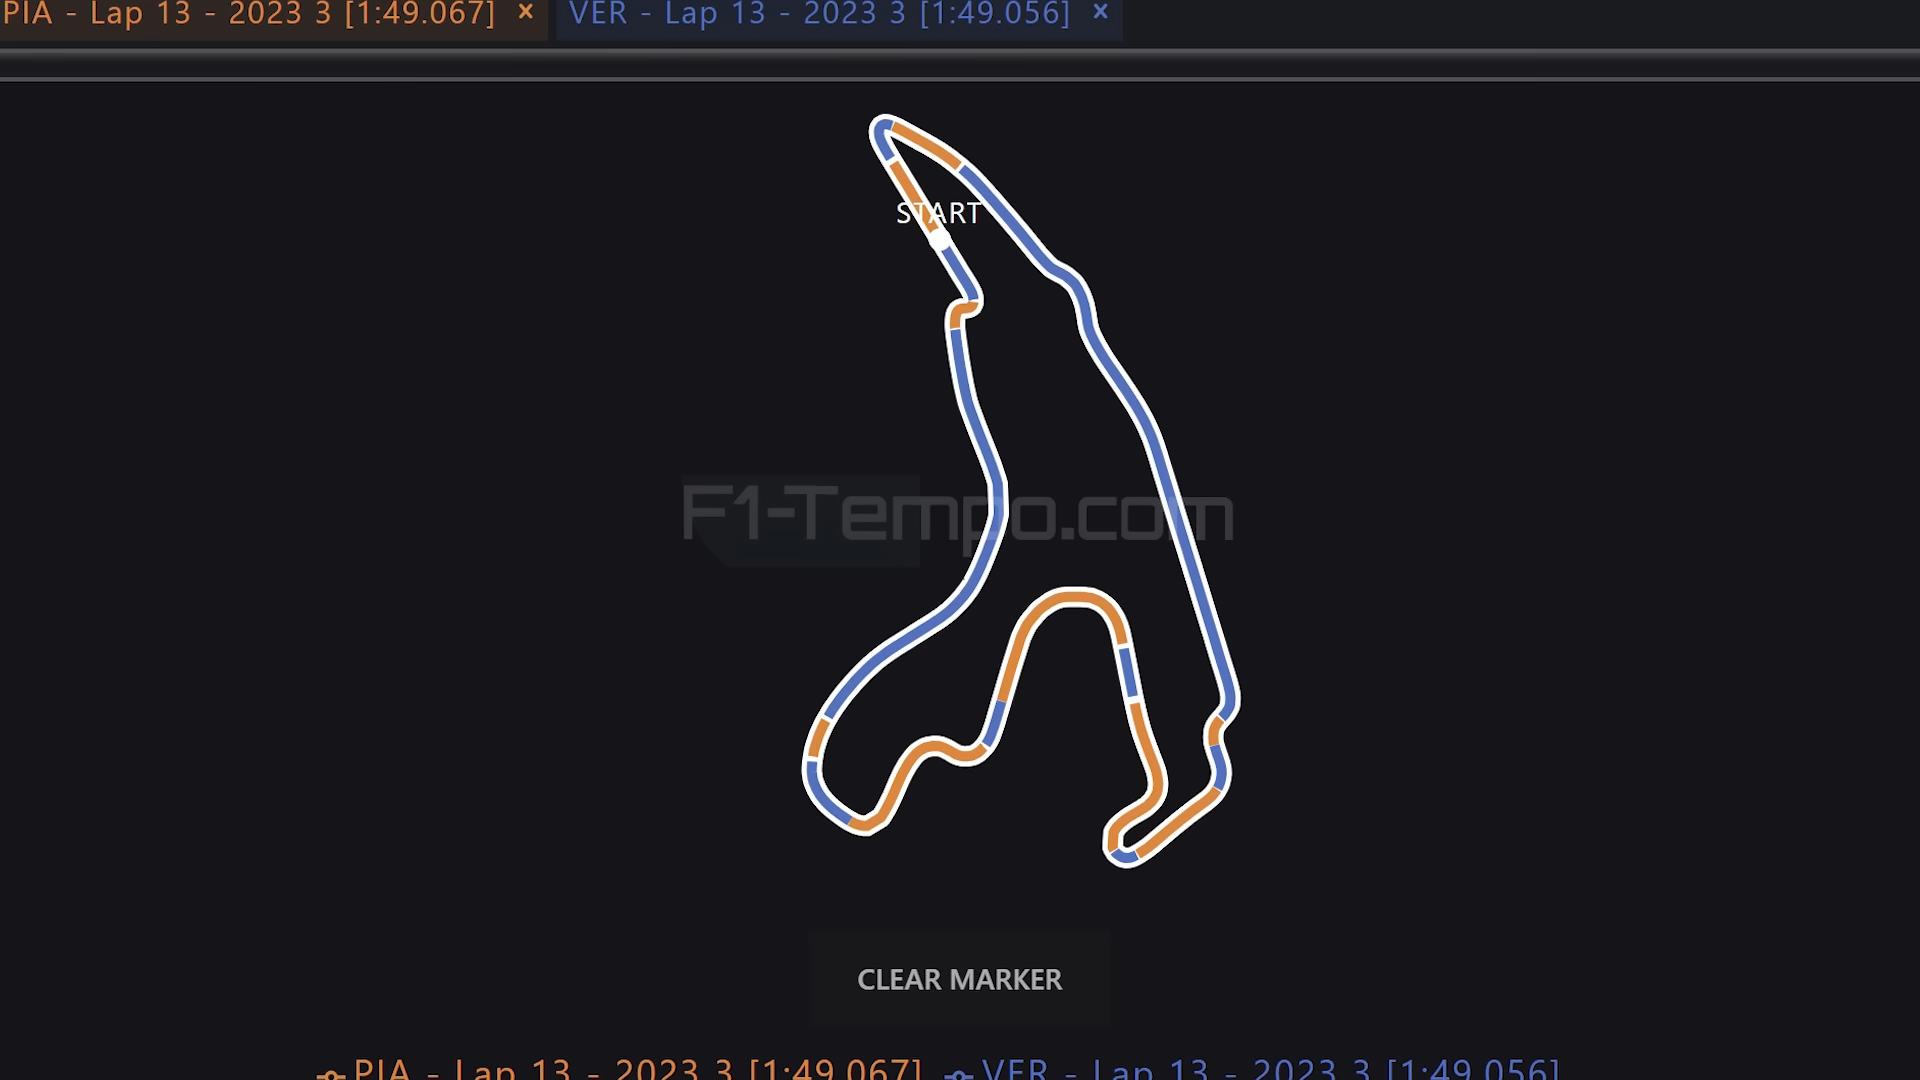 PIA - Lap 13 - 2023 3 [1:49.067] × VER - Lap 13 - 2023 3 [1:49.056] ×
START
F1-Tempo.com
CLEAR MARKER
PIA - Lap 13 - 2023 3 [1:49.067] VER - Lap 13 - 2023 3 [1:49.056]